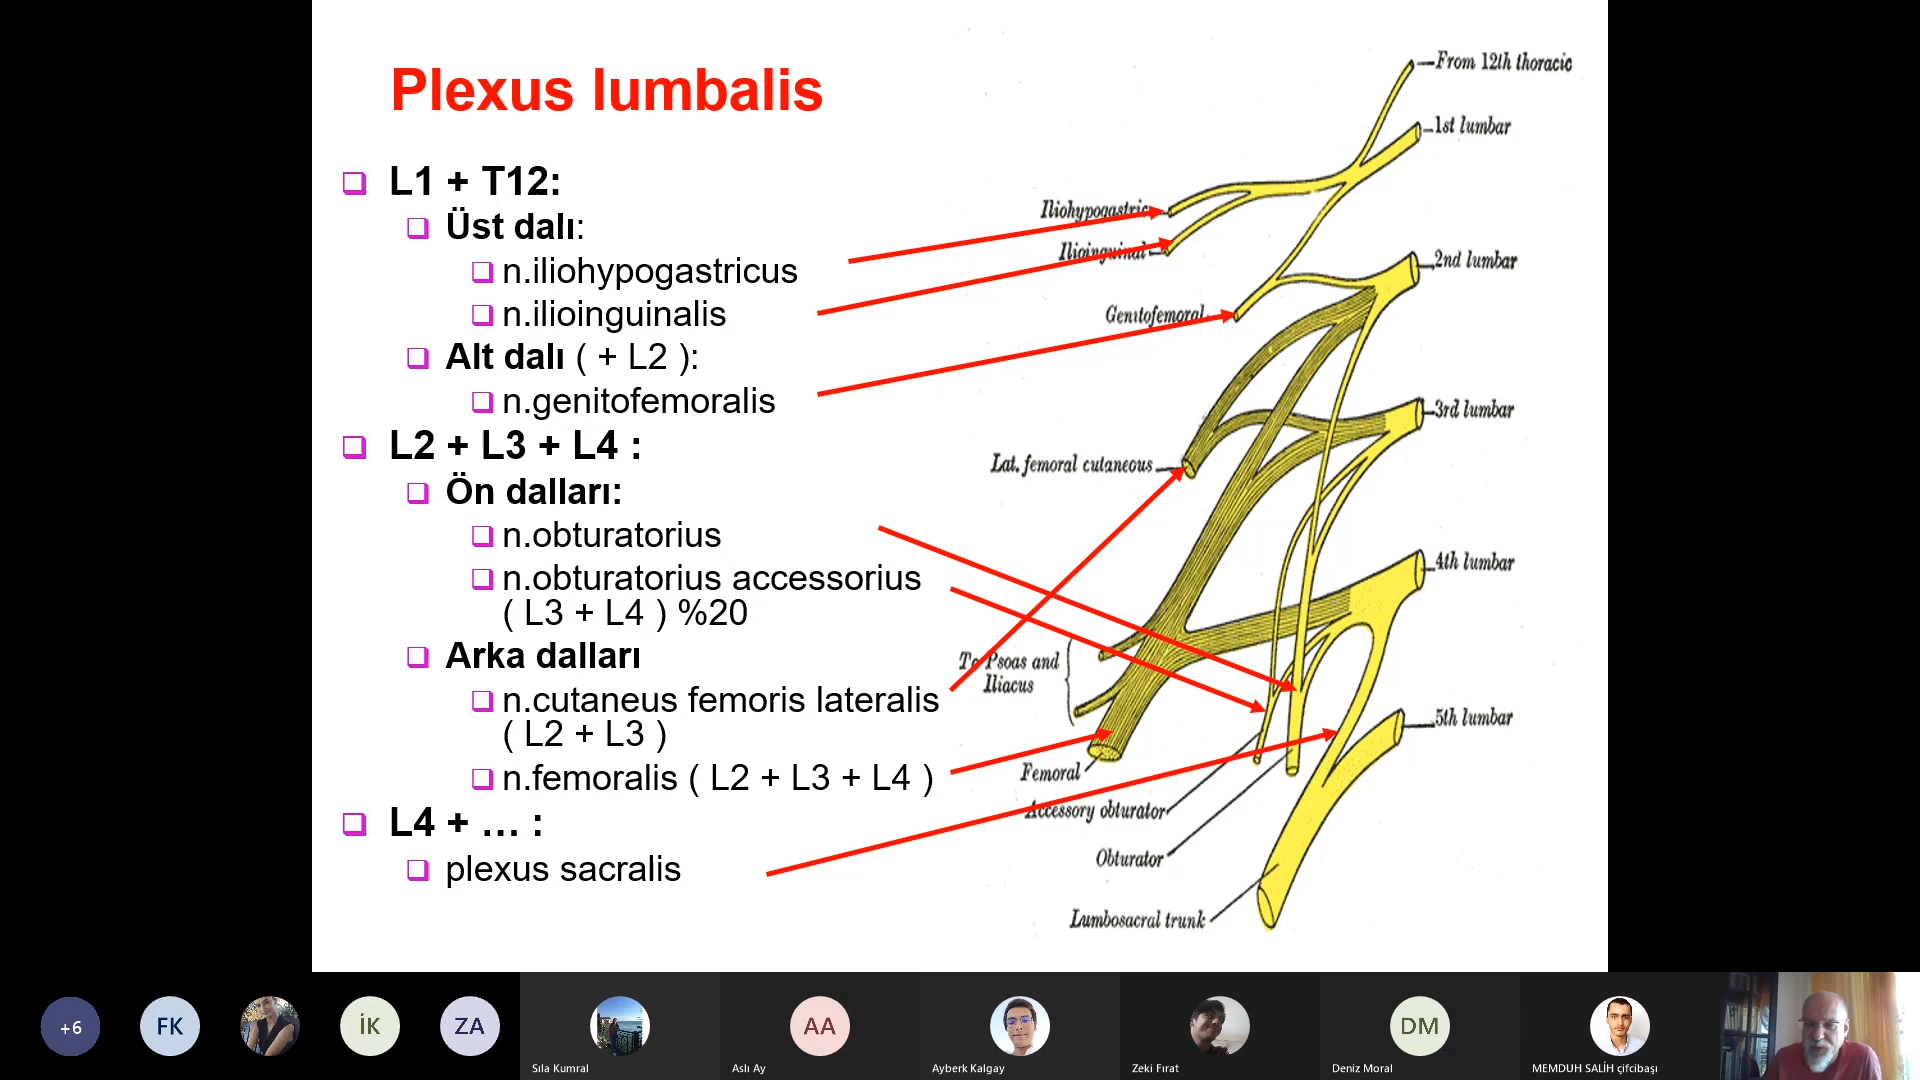 Plexus lumbalis
L1 + T12:
Üst dalı:
n.iliohypogastricus
n.ilioinguinalis
Alt dalı ( + L2 ):
n.genitofemoralis
L2 + L3 + L4 :
Ön dalları:
n.obturatorius
n.obturatorius accessorius
( L3 + L4 ) %20
Arka dalları
n.cutaneus femoris lateralis
( L2 + L3 )
n.femoralis ( L2 + L3 + L4 )
L4 + … :
plexus sacralis
From 12th thoracic
1st lumbar
Iliohypogastric
Ilioinguinal
2nd lumbar
Genitofemoral
3rd lumbar
Lat. femoral cutaneous
4th lumbar
To Psoas and
Iliacus
5th lumbar
Femoral
Accessory obturator
Obturator
Lumbosacral trunk
+6
FK
İK
ZA
Sıla Kumral
AA
Aslı Ay
Ayberk Kalgay
Zeki Fırat
DM
Deniz Moral
MEMDUH SALİH çifcibaşı